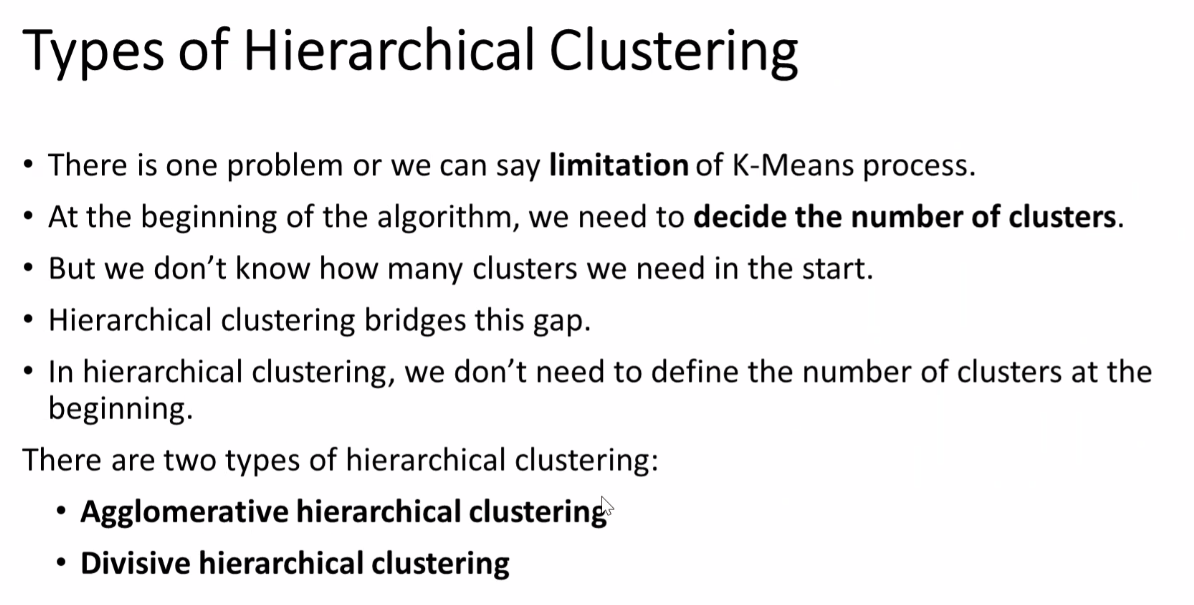 Types of Hierarchical Clustering
• There is one problem or we can say limitation of K-Means process.
• At the beginning of the algorithm, we need to decide the number of clusters.
• But we don’t know how many clusters we need in the start.
• Hierarchical clustering bridges this gap.
• In hierarchical clustering, we don’t need to define the number of clusters at the
beginning.
There are two types of hierarchical clustering:
• Agglomerative hierarchical clustering
• Divisive hierarchical clustering